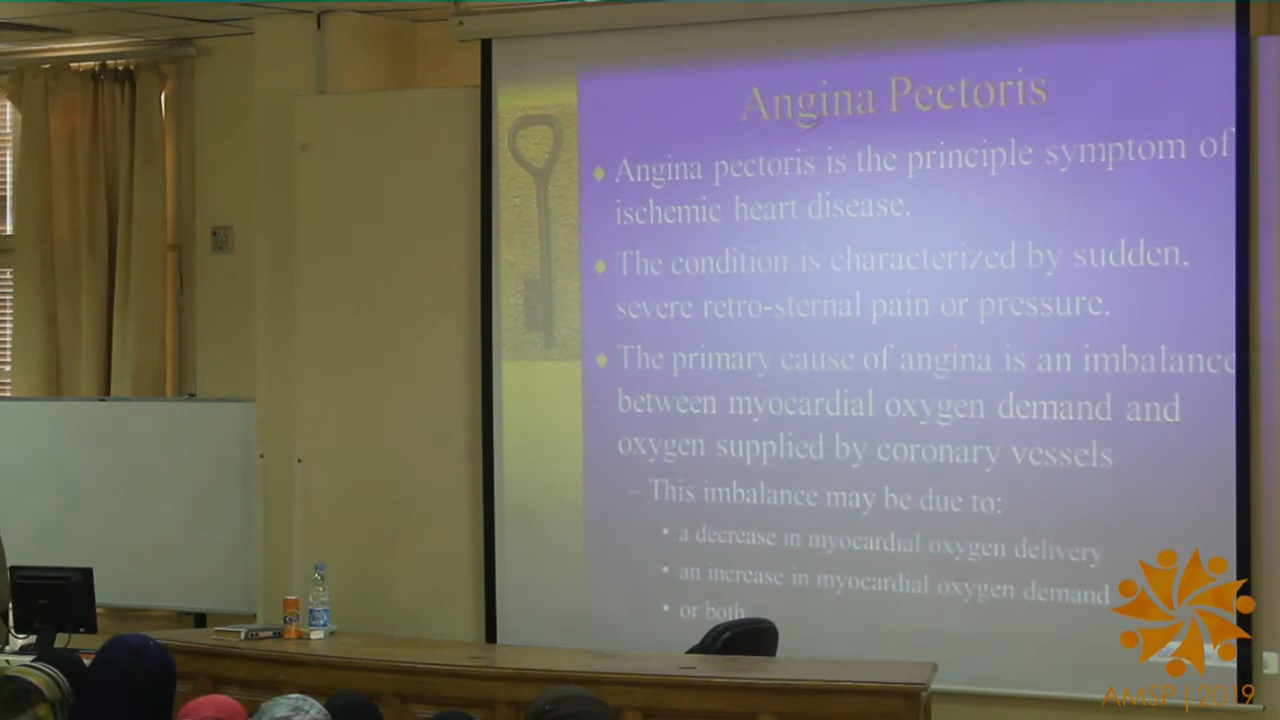 Angina Pectoris
Angina pectoris is the principle symptom of
ischemic heart disease.
The condition is characterized by sudden,
severe retro-sternal pain or pressure.
The primary cause of angina is an imbalance
between myocardial oxygen demand and
oxygen supplied by coronary vessels
– This imbalance may be due to:
• a decrease in myocardial oxygen delivery
• an increase in myocardial oxygen demand
• or both
AMSP | 2019